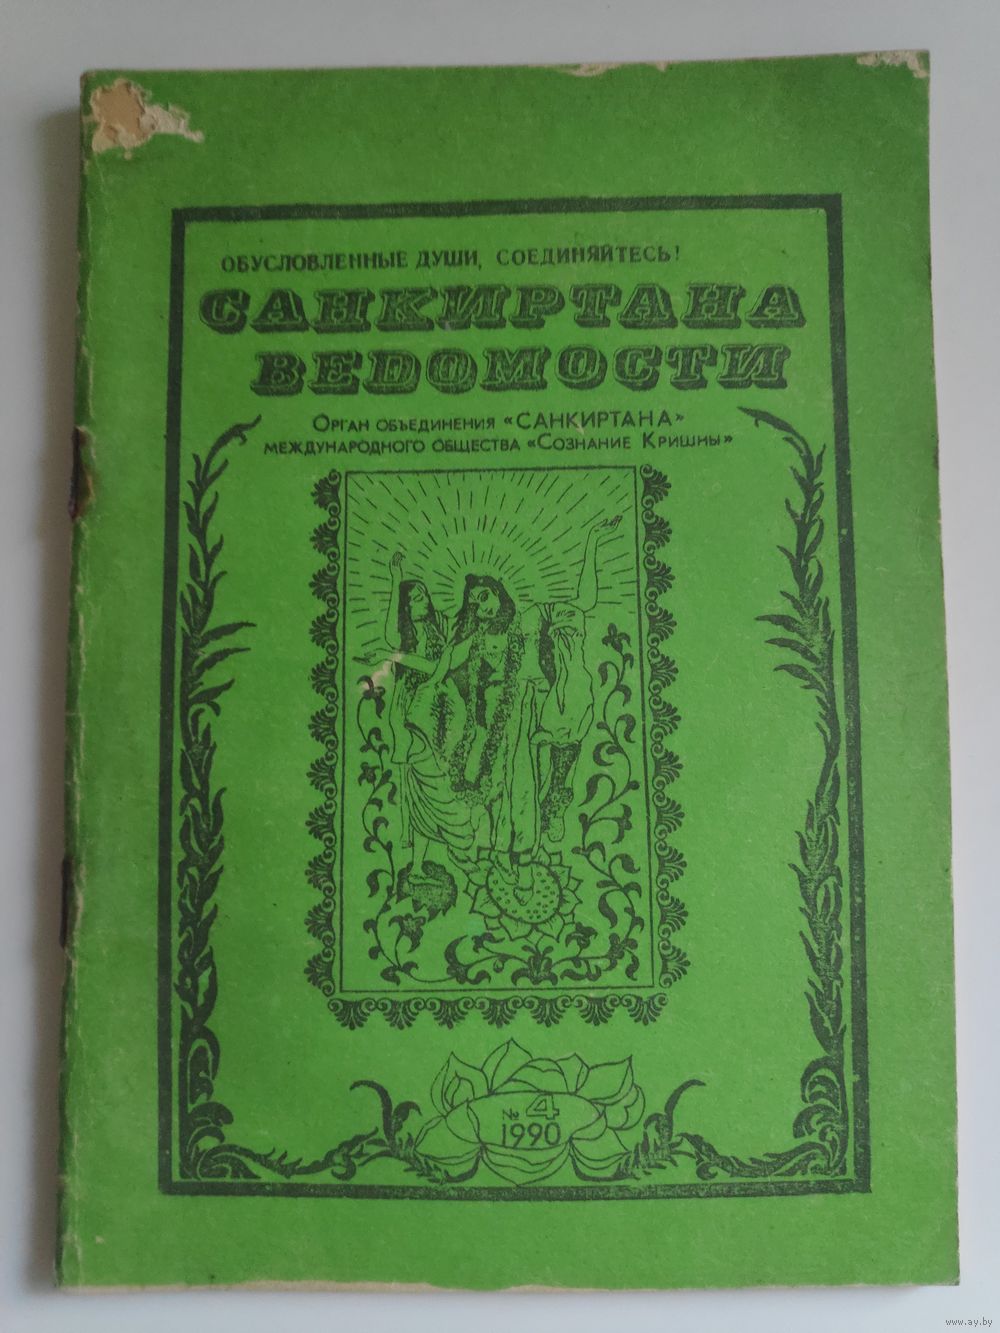 ОБУСЛОВЛЕННЫЕ ДУШИ, СОЕДИНЯЙТЕСЬ!
САНКИРТАНА
ВЕДОМОСТИ
ОРГАН ОБЪЕДИНЕНИЯ «САНКИРТАНА»
МЕЖДУНАРОДНОГО ОБЩЕСТВА «СОЗНАНИЕ КРИШНЫ»
№ 4
1990
www.ay.by